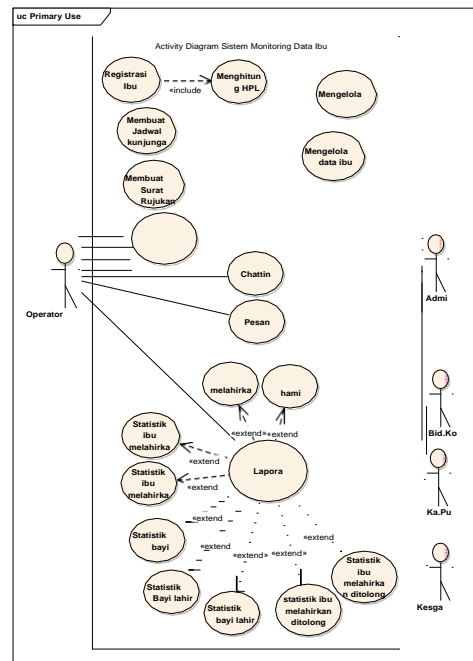 uc Primary Use
Activity Diagram Sistem Monitoring Data Ibu
Registrasi
Ibu
«include
Menghitun
g HPL
Mengelola
Membuat
Jadwal
kunjunga
Mengelola
data ibu
Membuat
Surat
Rujukan
Operator
Chattin
Pesan
Admi
melahirka
hami
Bid.Ko
«extend»
«extend
Statistik
ibu
melahirka
«extend
Lapora
Statistik
ibu
melahirka
«extend
Ka.Pu
«extend
Statistik
bayi
«extend»
«extend»
«extend
Statistik
Bayi lahir
Statistik
bayi lahir
statistik ibu
melahirkan
ditolong
Statistik
ibu
melahirka
n ditolong
Kesga